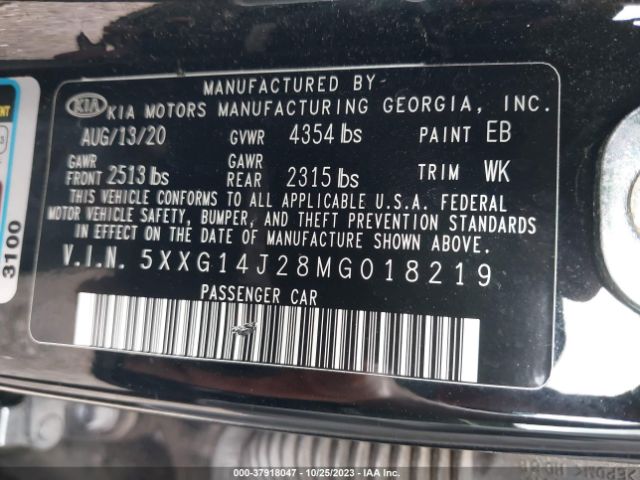 MANUFACTURED BY
KIA KIA MOTORS MANUFACTURING GEORGIA, INC.
AUG/13/20 GVWR 4354 lbs PAINT EB
GAWR FRONT 2513 lbs GAWR REAR 2315 lbs TRIM WK
THIS VEHICLE CONFORMS TO ALL APPLICABLE U.S.A. FEDERAL
MOTOR VEHICLE SAFETY, BUMPER, AND THEFT PREVENTION STANDARDS
IN EFFECT ON THE DATE OF MANUFACTURE SHOWN ABOVE.
V.I.N. 5XXG14J28MG018219
PASSENGER CAR
3100
000-37918047 - 10/25/2023 - IAA Inc.